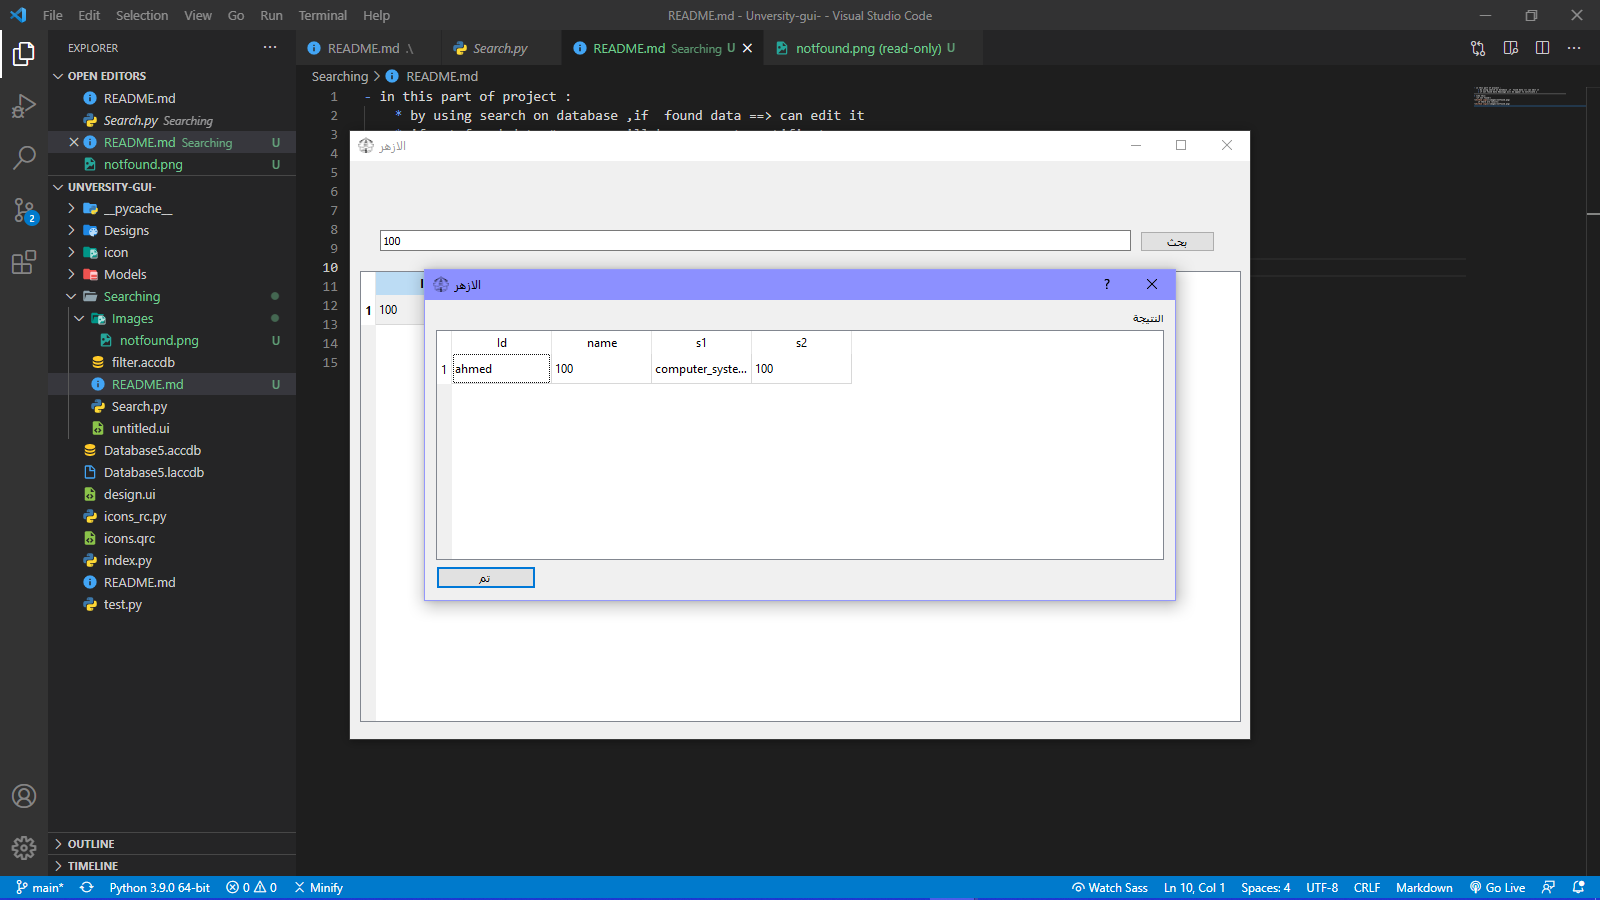 File Edit Selection View Go Run Terminal Help
README.md - Unversity-gui- - Visual Studio Code
EXPLORER
OPEN EDITORS
README.md
Search.py Searching
README.md Searching U
notfound.png U
UNVERSITY-GUI-
__pycache__
Designs
icon
Models
Searching
Images
notfound.png U
filter.accdb
README.md U
Search.py
untitled.ui
Database5.accdb
Database5.laccdb
design.ui
icons_rc.py
icons.qrc
index.py
README.md
test.py
OUTLINE
TIMELINE
README.md .\
Search.py
README.md Searching U
notfound.png (read-only) U
Searching > README.md
1 - in this part of project :
2 * by using search on database ,if found data ==> can edit it
3
4
5
6
7
8
9
10
11
12
13
14
15
الازهر
100
بحث
1 100
الازهر
?
النتيجة
Id name s1 s2
1 ahmed 100 computer_syste... 100
تم
2
main* Python 3.9.0 64-bit 0 0 Minify
Watch Sass Ln 10, Col 1 Spaces: 4 UTF-8 CRLF Markdown Go Live